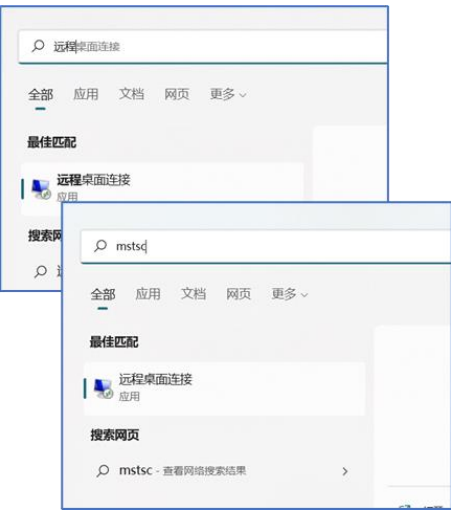 远程桌面连接
全部 应用 文档 网页 更多
最佳匹配
远程桌面连接
应用
搜索网
mstsc
全部 应用 文档 网页 更多
最佳匹配
远程桌面连接
应用
搜索网页
mstsc - 查看网络搜索结果